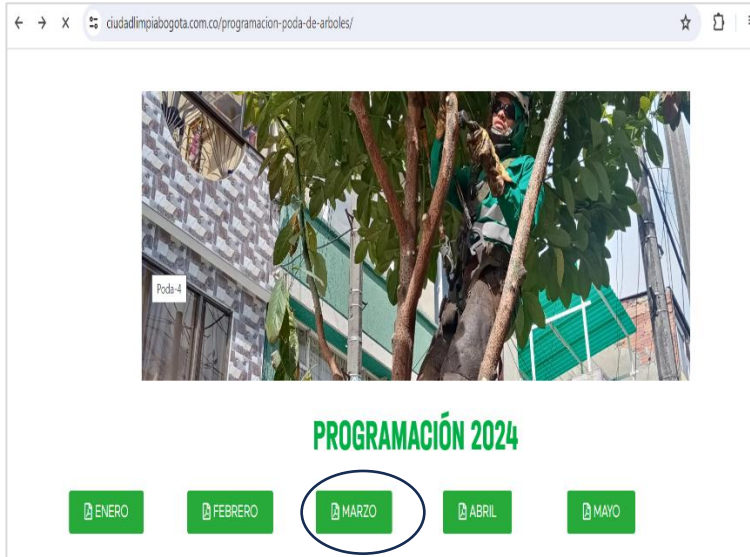 ciudadlimpiabogota.com.co/programacion-poda-de-arboles/
Poda-4
PROGRAMACIÓN 2024
ENERO FEBRERO MARZO ABRIL MAYO